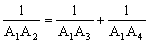 1/A₁A₂ = 1/A₁A₃ + 1/A₁A₄